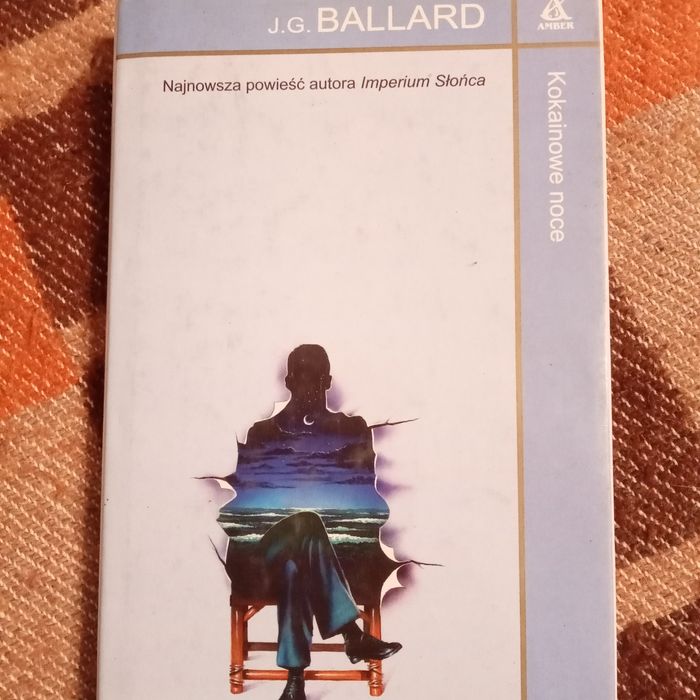 J.G. BALLARD
AMBER
Najnowsza powieść autora Imperium Słońca
Kokainowe noce